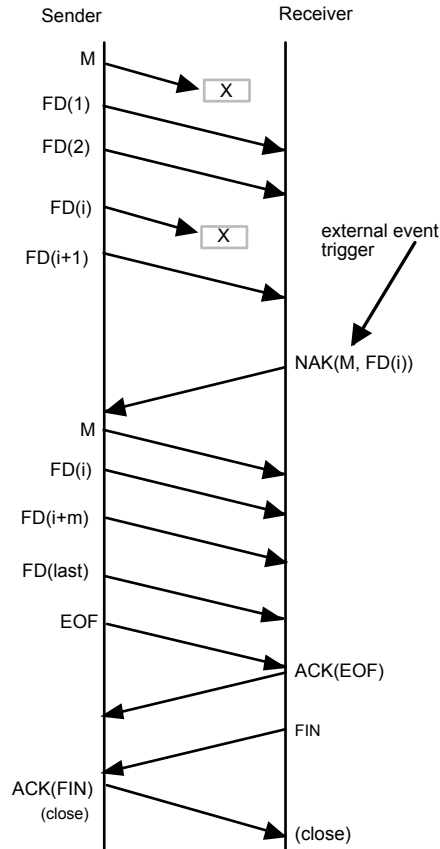 Sender
Receiver
M
X
FD(1)
FD(2)
FD(i)
X
external event
trigger
FD(i+1)
NAK(M, FD(i))
M
FD(i)
FD(i+m)
FD(last)
EOF
ACK(EOF)
FIN
ACK(FIN)
(close)
(close)